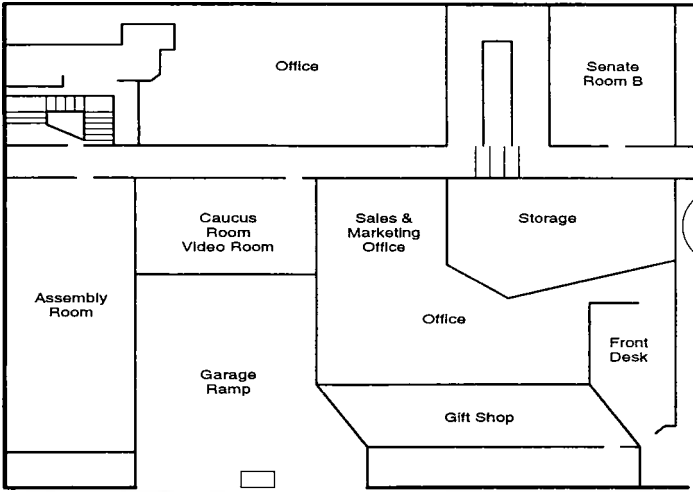 Office
Senate
Room B
Caucus
Room
Video Room
Sales &
Marketing
Office
Storage
Assembly
Room
Office
Front
Desk
Garage
Ramp
Gift Shop